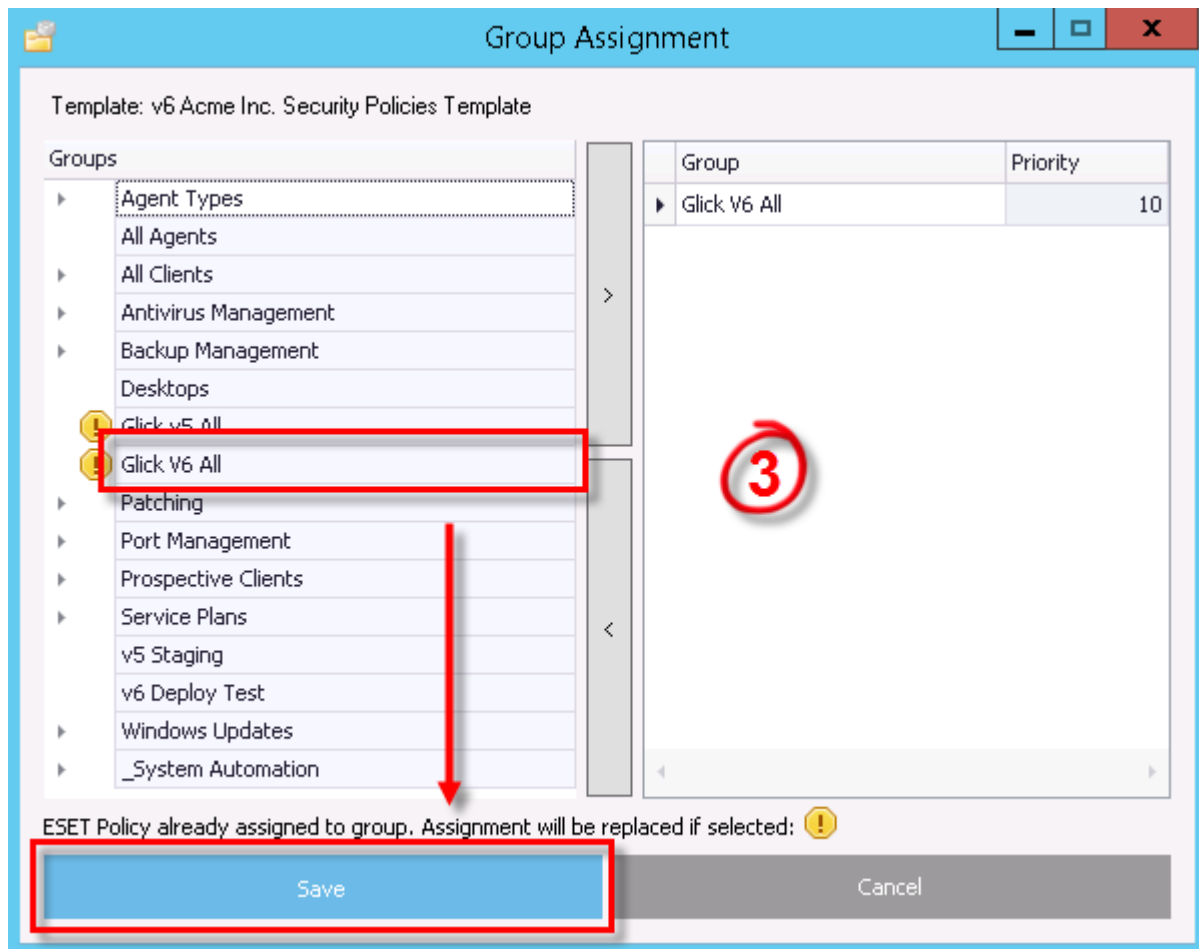 Group Assignment
Template: v6 Acme Inc. Security Policies Template
Groups
Agent Types
All Agents
All Clients
Antivirus Management
Backup Management
Desktops
Glick v5 All
Glick V6 All
Patching
Port Management
Prospective Clients
Service Plans
v5 Staging
v6 Deploy Test
Windows Updates
_System Automation
>
<
Group Priority
Glick V6 All 10
3
ESET Policy already assigned to group. Assignment will be replaced if selected:
Save
Cancel